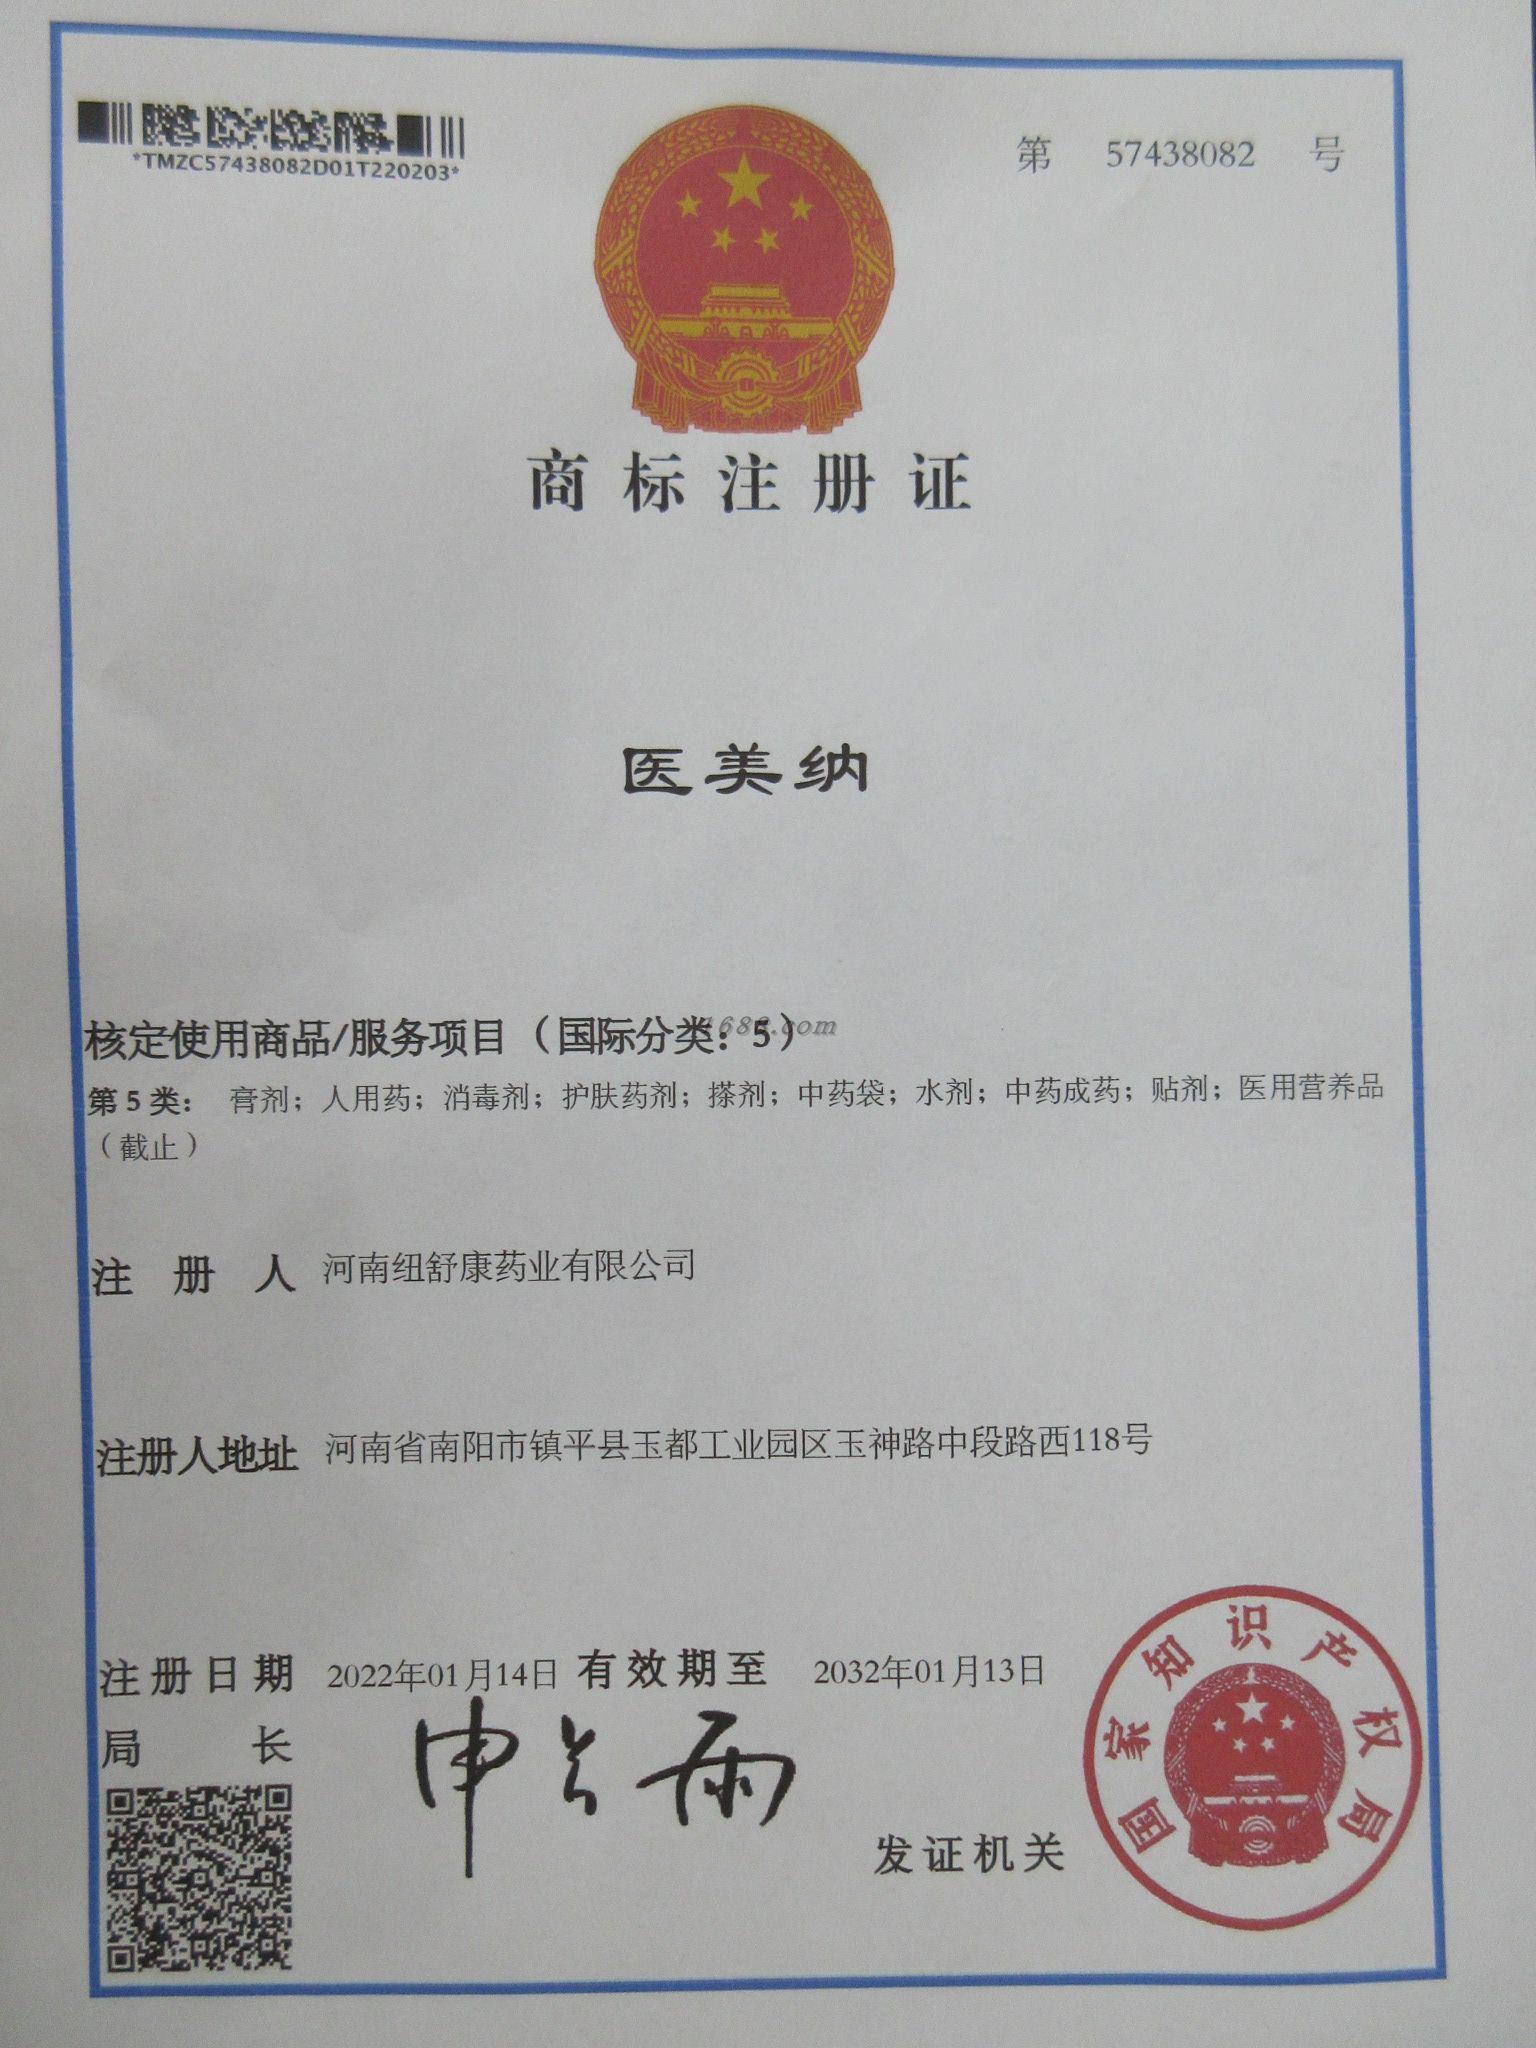 *TMZC57438082D01T220203*
第 57438082 号
商标注册证
医美纳
核定使用商品/服务项目（国际分类：5）
1688.com
第5类： 膏剂；人用药；消毒剂；护肤药剂；搽剂；中药袋；水剂；中药成药；贴剂；医用营养品
（截止）
注册人 河南纽舒康药业有限公司
注册人地址 河南省南阳市镇平县玉都工业园区玉神路中段路西118号
注册日期 2022年01月14日 有效期至 2032年01月13日
局长 申长雨
发证机关
国家知识产权局